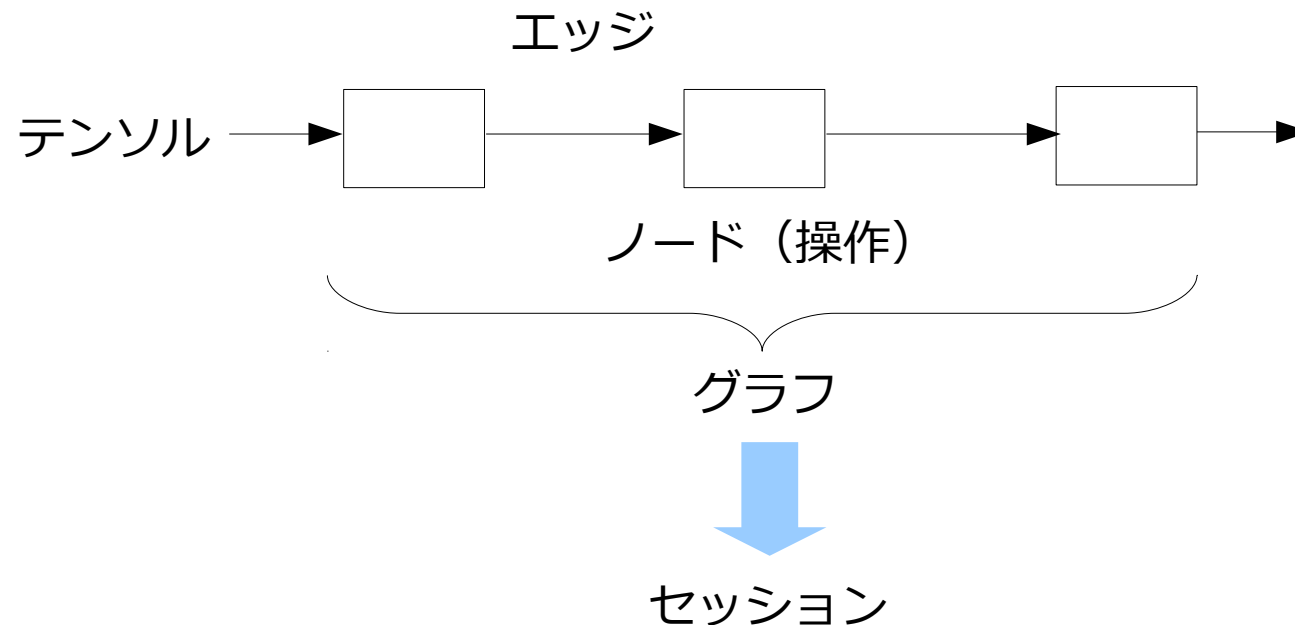 エッジ
テンソル
ノード（操作）
グラフ
セッション